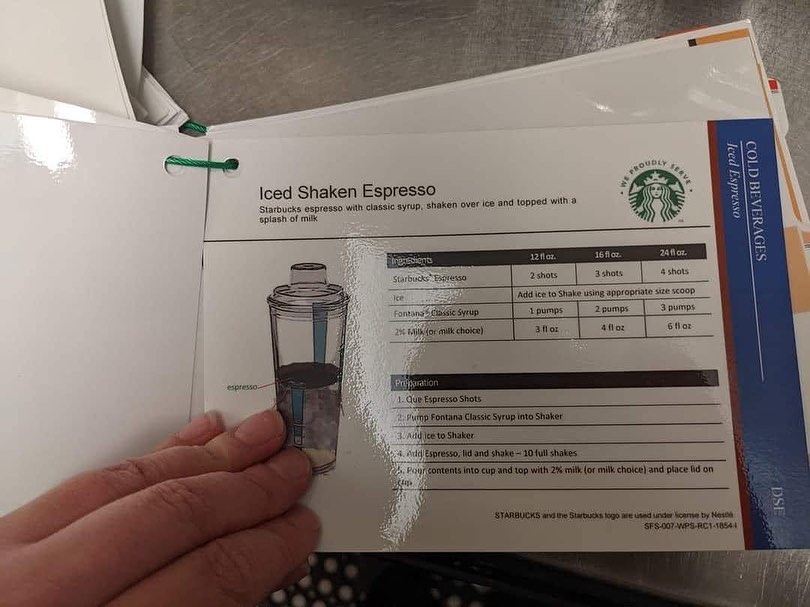 Iced Shaken Espresso
Starbucks espresso with classic syrup, shaken over ice and topped with a
splash of milk
WE PROUDLY SERVE
COLD BEVERAGES
Iced Espresso
Ingredients 12 fl oz. 16 fl oz. 24 fl oz.
Starbucks® Espresso 2 shots 3 shots 4 shots
Ice Add ice to Shake using appropriate size scoop
Fontana® Classic Syrup 1 pumps 2 pumps 3 pumps
2% Milk (or milk choice) 3 fl oz 4 fl oz 6 fl oz
espresso
Preparation
1. Que Espresso Shots
2. Pump Fontana Classic Syrup into Shaker
3. Add Ice to Shaker
4. Add Espresso, lid and shake – 10 full shakes
5. Pour contents into cup and top with 2% milk (or milk choice) and place lid on
cup.
STARBUCKS and the Starbucks logo are used under license by Nestlé
SFS-007-WPS-RC1-1854-I